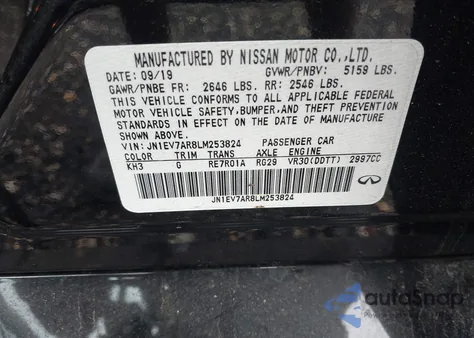 MANUFACTURED BY NISSAN MOTOR CO.,LTD.
DATE: 09/19 GVWR/PNBV: 5159 LBS.
GAWR/PNBE FR: 2646 LBS. RR: 2546 LBS.
THIS VEHICLE CONFORMS TO ALL APPLICABLE FEDERAL
MOTOR VEHICLE SAFETY,BUMPER,AND THEFT PREVENTION
STANDARDS IN EFFECT ON THE DATE OF MANUFACTURE
SHOWN ABOVE.
VIN: JN1EV7AR8LM253824 PASSENGER CAR
COLOR TRIM TRANS AXLE ENGINE
KH3 G RE7R01A RG29 VR30(DDTT) 2997CC
JN1EV7AR8LM253824
autoSnap